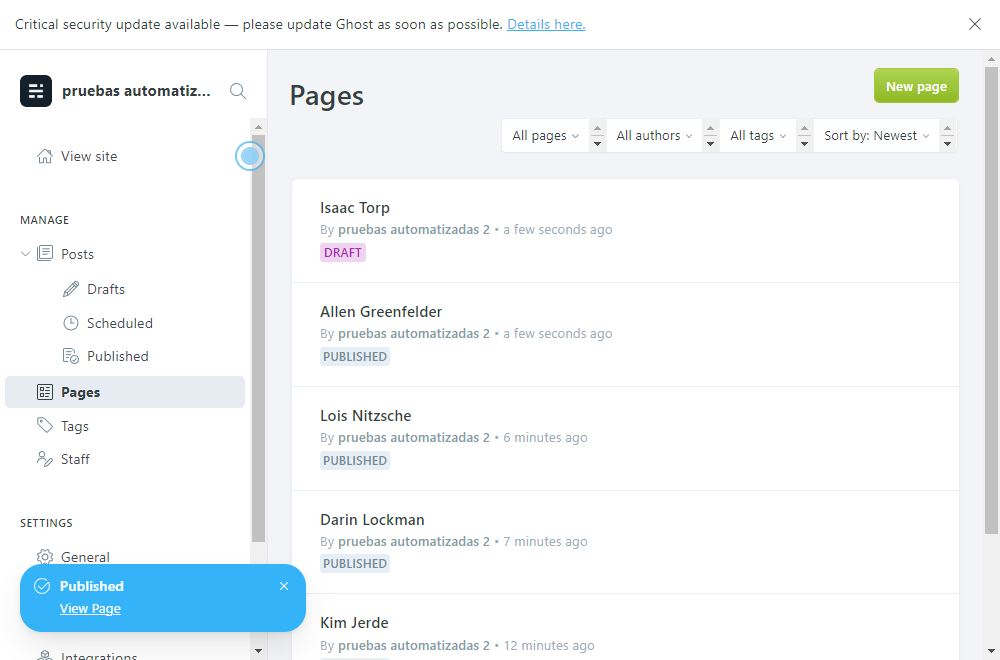 Critical security update available — please update Ghost as soon as possible. Details here.
pruebas automatiz...
View site
MANAGE
Posts
Drafts
Scheduled
Published
Pages
Tags
Staff
SETTINGS
General
Integrations
Published
View Page
Pages
New page
All pages
All authors
All tags
Sort by: Newest
Isaac Torp
By pruebas automatizadas 2 • a few seconds ago
DRAFT
Allen Greenfelder
By pruebas automatizadas 2 • a few seconds ago
PUBLISHED
Lois Nitzsche
By pruebas automatizadas 2 • 6 minutes ago
PUBLISHED
Darin Lockman
By pruebas automatizadas 2 • 7 minutes ago
PUBLISHED
Kim Jerde
By pruebas automatizadas 2 • 12 minutes ago